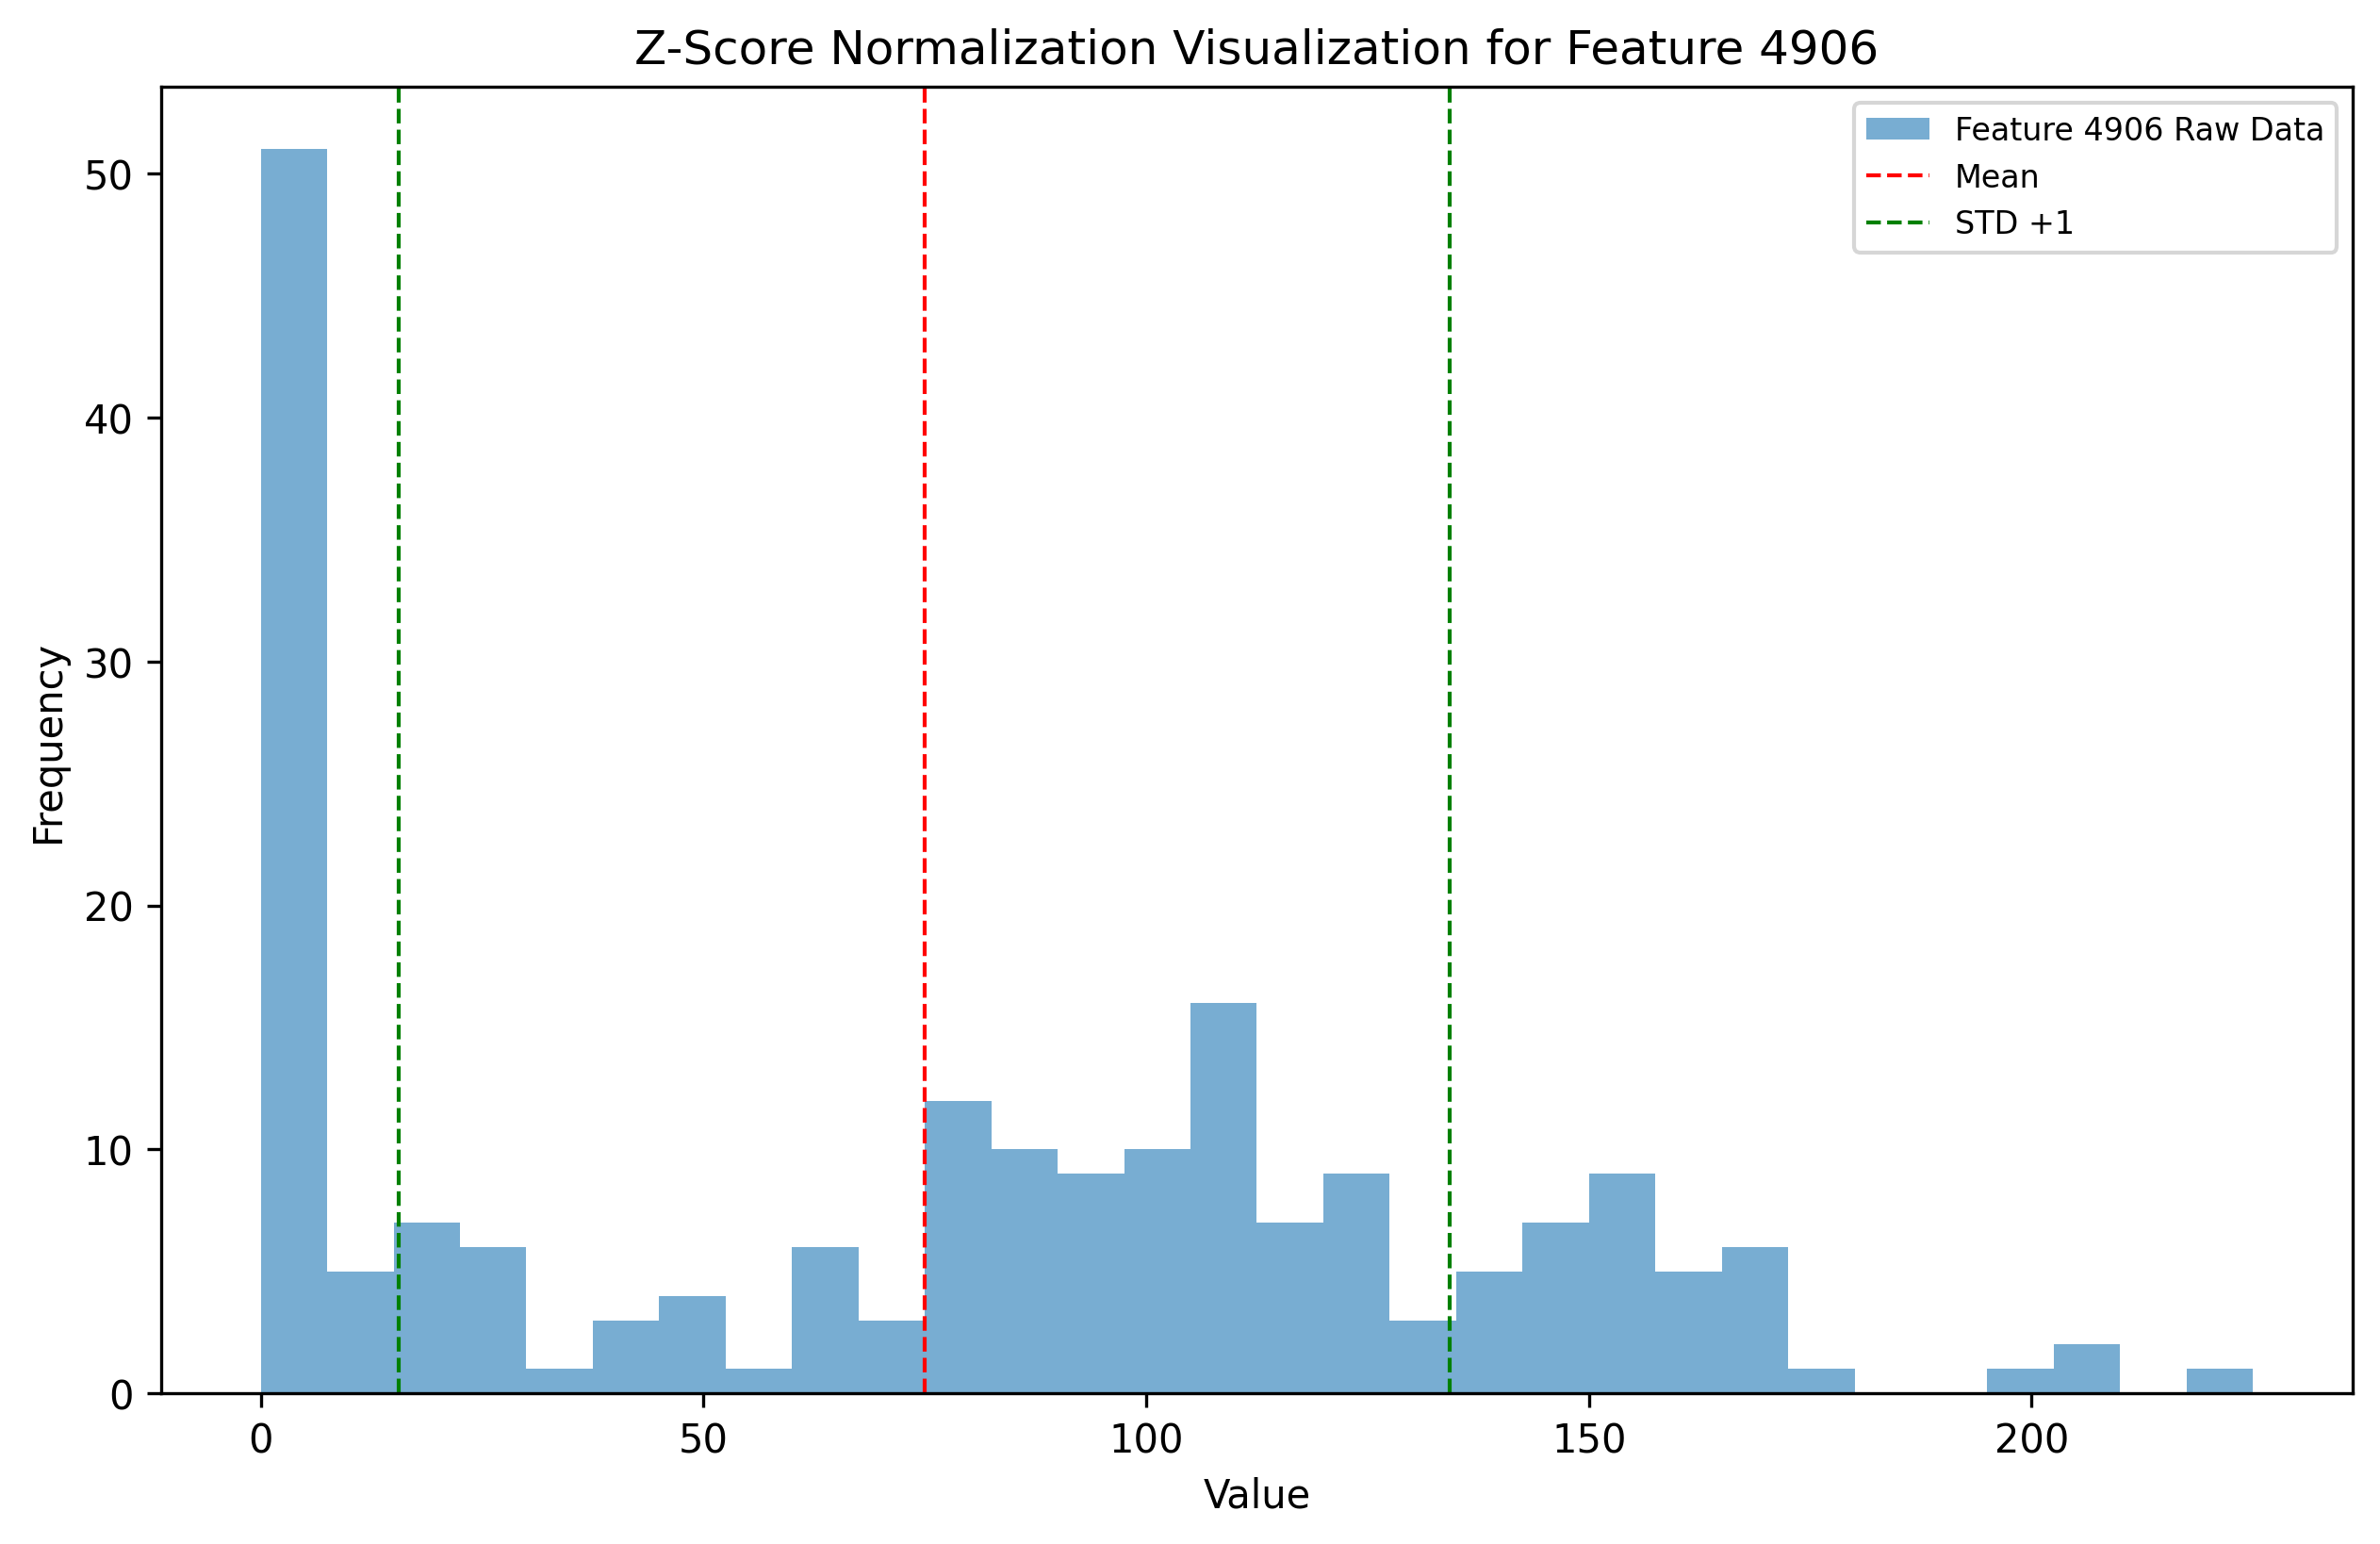 Z-Score Normalization Visualization for Feature 4906
Feature 4906 Raw Data
Mean
STD +1
Frequency
50
40
30
20
10
0
0 50 100 150 200
Value